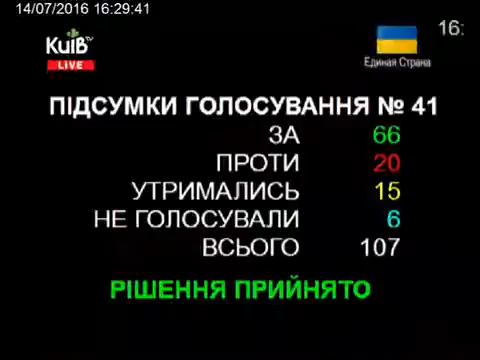 14/07/2016 16:29:41
КиїВ TV
LIVE
16:
Единая Страна
ПІДСУМКИ ГОЛОСУВАННЯ № 41
ЗА 66
ПРОТИ 20
УТРИМАЛИСЬ 15
НЕ ГОЛОСУВАЛИ 6
ВСЬОГО 107
РІШЕННЯ ПРИЙНЯТО